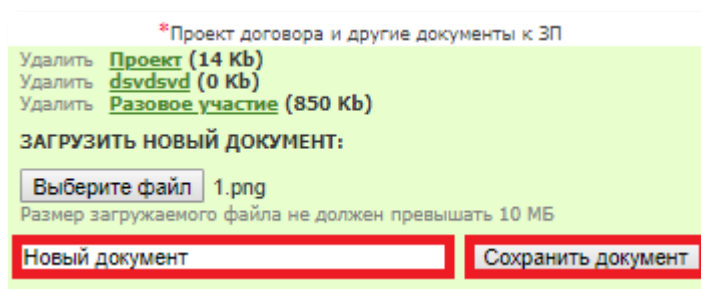 *Проект договора и другие документы к ЗП
Удалить Проект (14 Kb)
Удалить dsvdsvd (0 Kb)
Удалить Разовое участие (850 Kb)
ЗАГРУЗИТЬ НОВЫЙ ДОКУМЕНТ:
Выберите файл 1.png
Размер загружаемого файла не должен превышать 10 МБ
Новый документ Сохранить документ